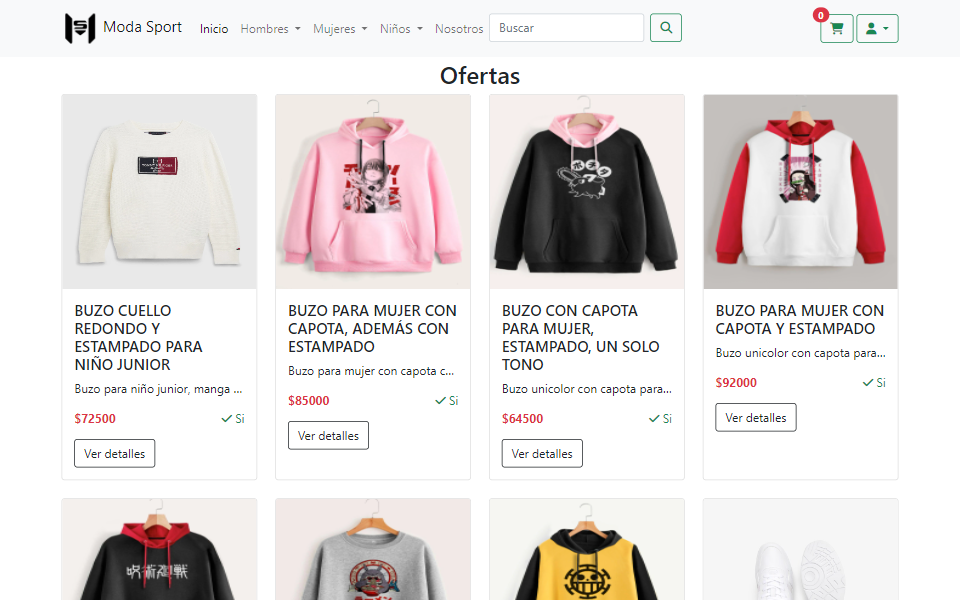 Moda Sport
Inicio
Hombres
Mujeres
Niños
Nosotros
Buscar
0
Ofertas
BUZO CUELLO
REDONDO Y
ESTAMPADO PARA
NIÑO JUNIOR
Buzo para niño junior, manga ...
$72500
Si
Ver detalles
BUZO PARA MUJER CON
CAPOTA, ADEMÁS CON
ESTAMPADO
Buzo para mujer con capota c...
$85000
Si
Ver detalles
BUZO CON CAPOTA
PARA MUJER,
ESTAMPADO, UN SOLO
TONO
Buzo unicolor con capota para...
$64500
Si
Ver detalles
BUZO PARA MUJER CON
CAPOTA Y ESTAMPADO
Buzo unicolor con capota para...
$92000
Si
Ver detalles
呪術廻戦